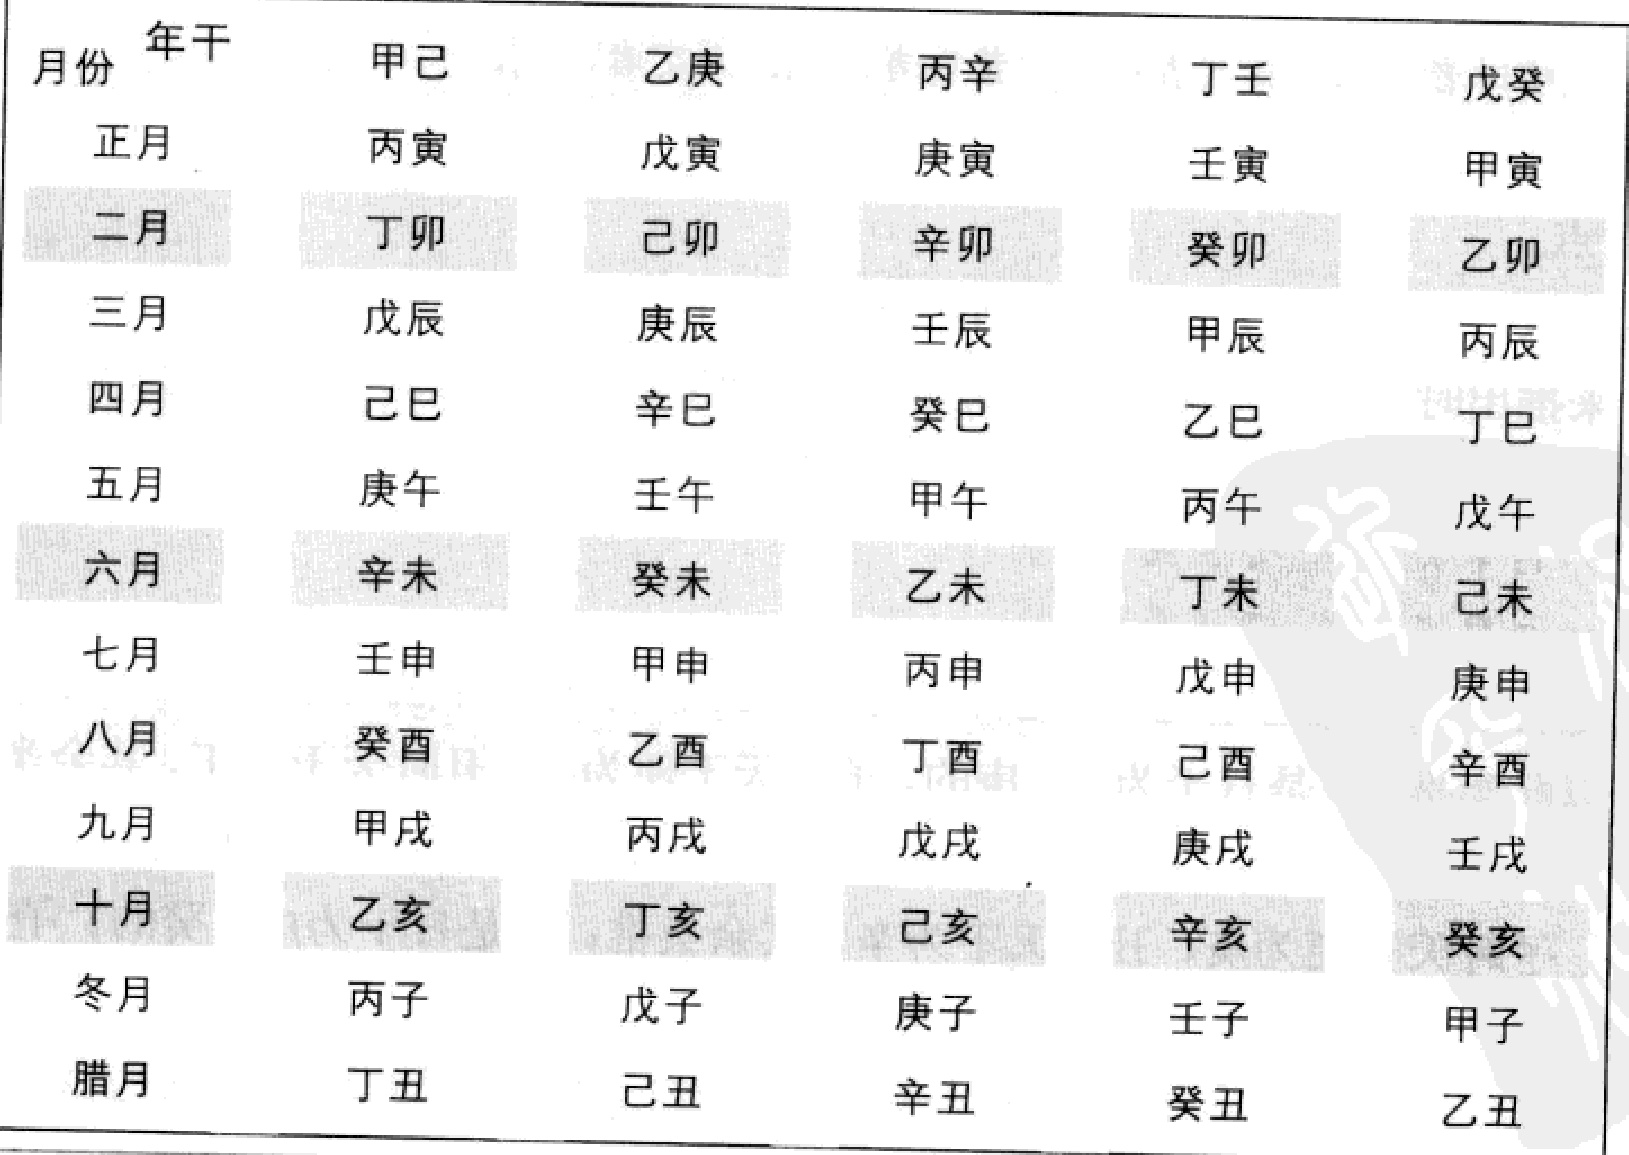 月份 年干 甲己 乙庚 丙辛 丁壬 戊癸
正月 丙寅 戊寅 庚寅 壬寅 甲寅
二月 丁卯 己卯 辛卯 癸卯 乙卯
三月 戊辰 庚辰 壬辰 甲辰 丙辰
四月 己巳 辛巳 癸巳 乙巳 丁巳
五月 庚午 壬午 甲午 丙午 戊午
六月 辛未 癸未 乙未 丁未 己未
七月 壬申 甲申 丙申 戊申 庚申
八月 癸酉 乙酉 丁酉 己酉 辛酉
九月 甲戌 丙戌 戊戌 庚戌 壬戌
十月 乙亥 丁亥 己亥 辛亥 癸亥
冬月 丙子 戊子 庚子 壬子 甲子
腊月 丁丑 己丑 辛丑 癸丑 乙丑